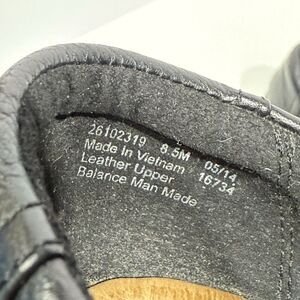 26102319 8.5M 05/14
Made In Vietnam 16734
Leather Upper
Balance Man Made